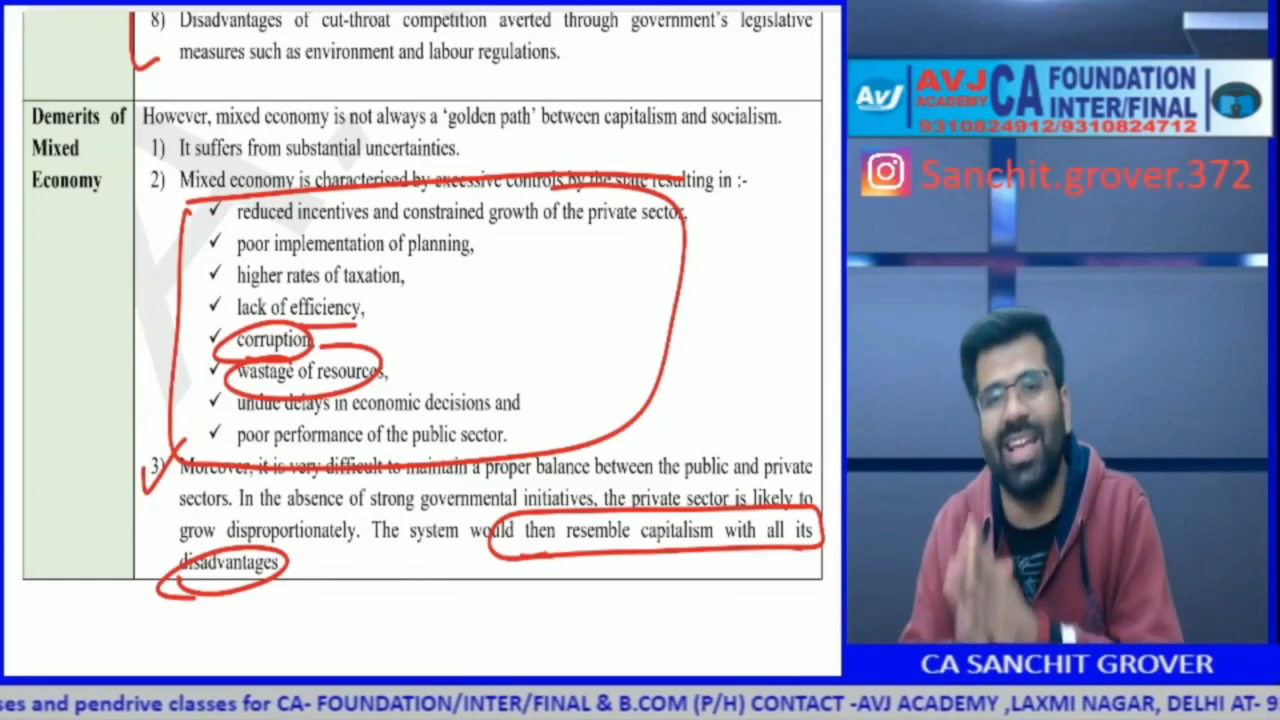 8) Disadvantages of cut-throat competition averted through government's legislative
measures such as environment and labour regulations.
Demerits of
Mixed
Economy
However, mixed economy is not always a 'golden path' between capitalism and socialism.
1) It suffers from substantial uncertainties.
2) Mixed economy is characterised by excessive controls by the state resulting in :-
✓ reduced incentives and constrained growth of the private sector,
✓ poor implementation of planning,
✓ higher rates of taxation,
✓ lack of efficiency,
✓ corruption,
✓ wastage of resources,
✓ undue delays in economic decisions and
✓ poor performance of the public sector.
3) Moreover, it is very difficult to maintain a proper balance between the public and private
sectors. In the absence of strong governmental initiatives, the private sector is likely to
grow disproportionately. The system would then resemble capitalism with all its
disadvantages
AVJ
AVJ
ACADEMY
CA
FOUNDATION
INTER/FINAL
9310824912/9310824712
Sanchit.grover.372
CA SANCHIT GROVER
ses and pendrive classes for CA- FOUNDATION/INTER/FINAL & B.COM (P/H) CONTACT -AVJ ACADEMY ,LAXMI NAGAR, DELHI AT- 9